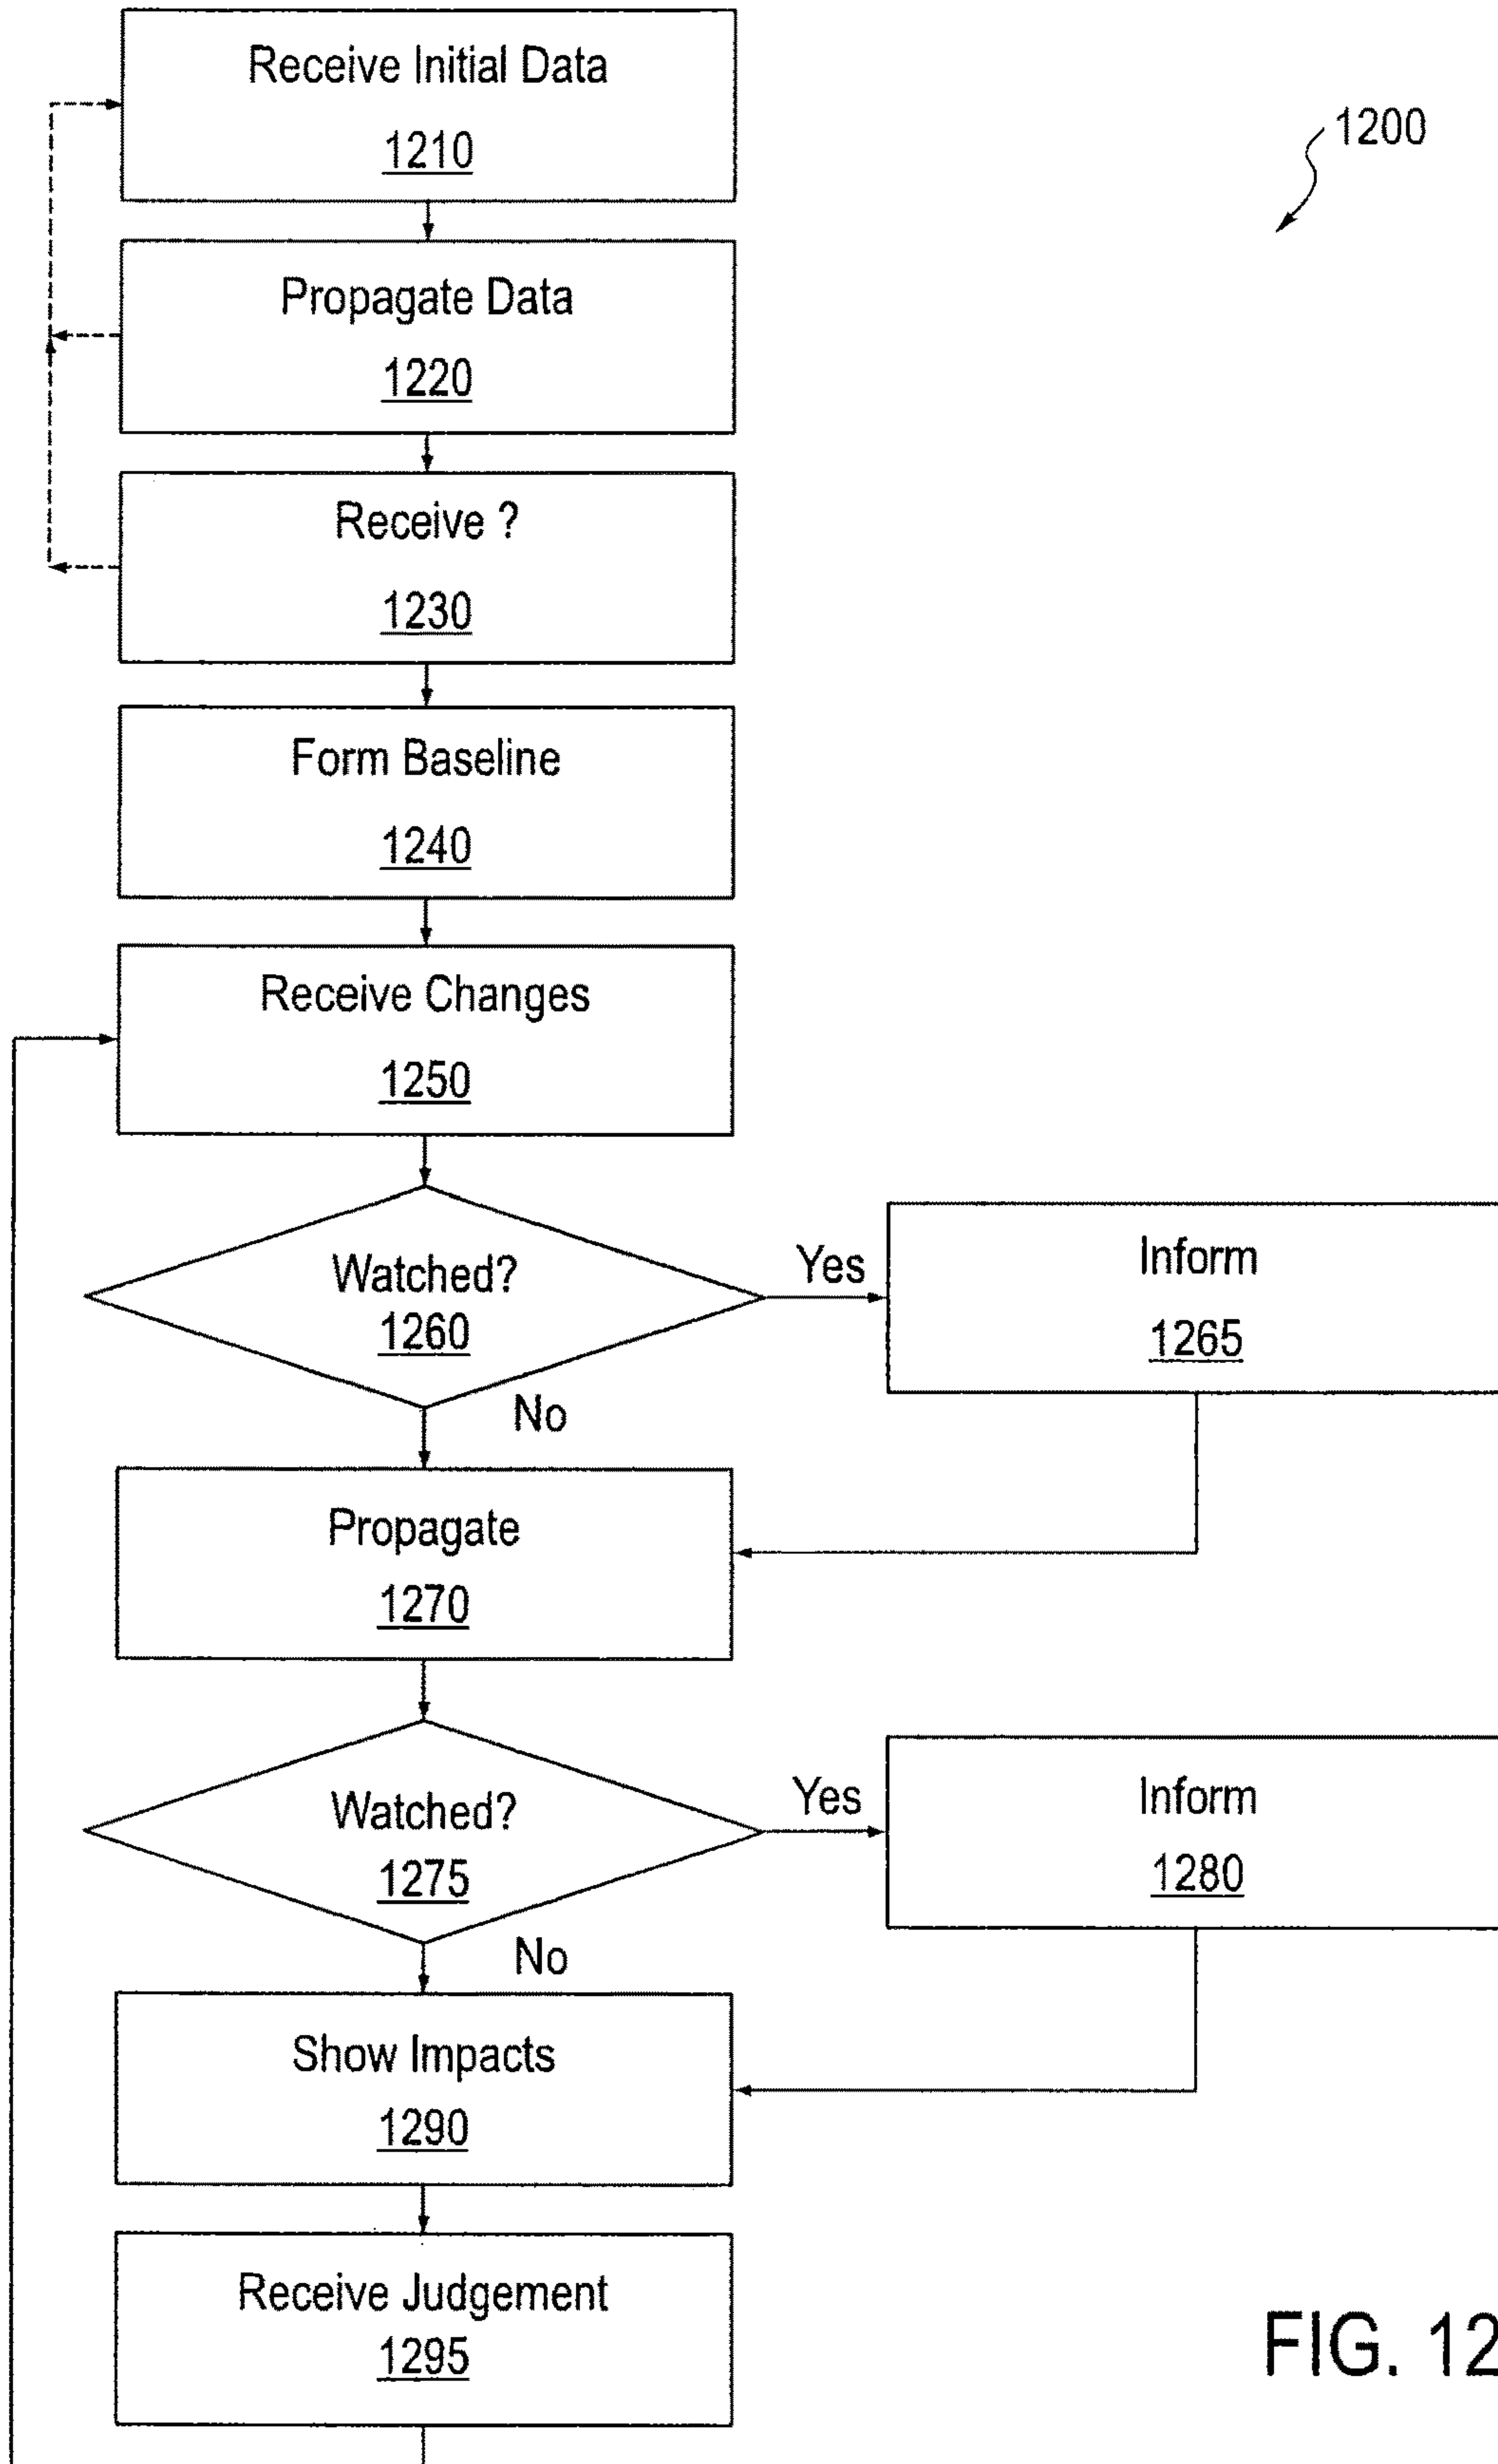 Receive Initial Data
1210
1200
Propagate Data
1220
Receive ?
1230
Form Baseline
1240
Receive Changes
1250
Watched?
1260
Yes
Inform
1265
No
Propagate
1270
Watched?
1275
Yes
Inform
1280
No
Show Impacts
1290
Receive Judgement
1295
FIG. 12